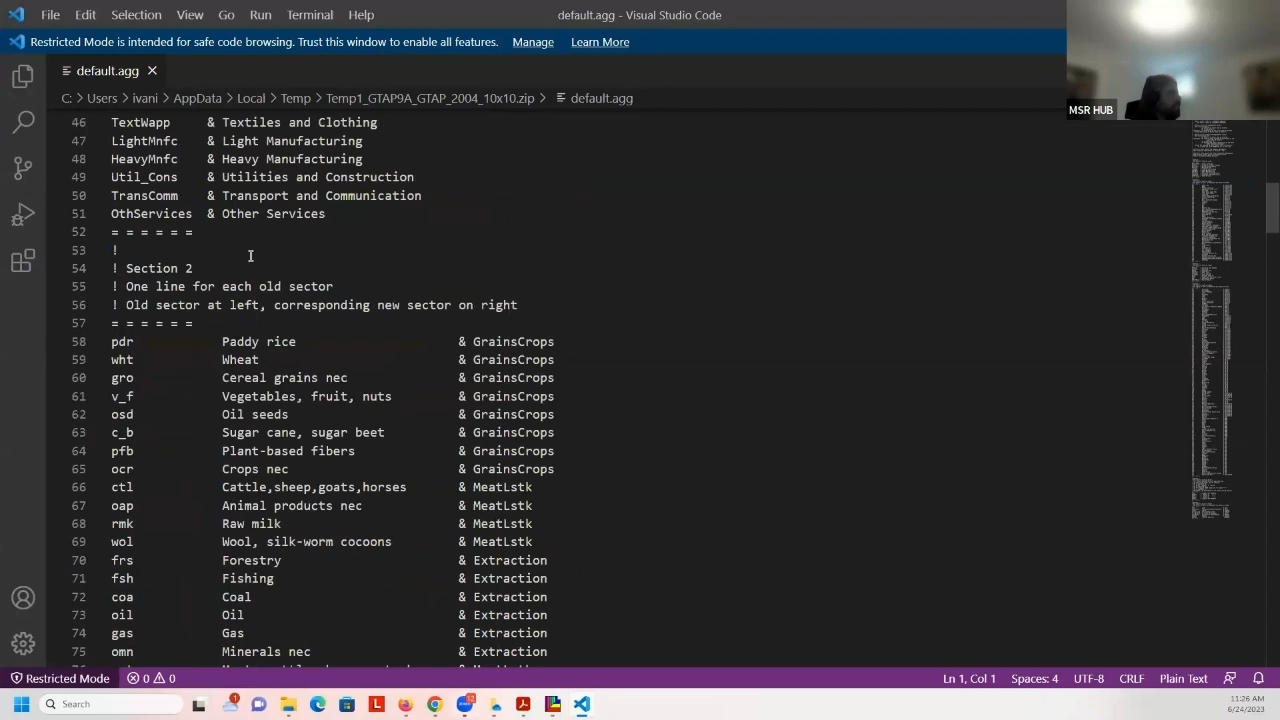 File Edit Selection View Go Run Terminal Help default.agg - Visual Studio Code
Restricted Mode is intended for safe code browsing. Trust this window to enable all features. Manage Learn More
default.agg
C: > Users > ivani > AppData > Local > Temp > Temp1_GTAP9A_GTAP_2004_10x10.zip > default.agg
MSR HUB
46 TextWapp & Textiles and Clothing
47 LightMnfc & Light Manufacturing
48 HeavyMnfc & Heavy Manufacturing
49 Util_Cons & Utilities and Construction
50 TransComm & Transport and Communication
51 OthServices & Other Services
52 = = = = = =
53 !
54 ! Section 2
55 ! One line for each old sector
56 ! Old sector at left, corresponding new sector on right
57 = = = = = =
58 pdr Paddy rice & GrainsCrops
59 wht Wheat & GrainsCrops
60 gro Cereal grains nec & GrainsCrops
61 v_f Vegetables, fruit, nuts & GrainsCrops
62 osd Oil seeds & GrainsCrops
63 c_b Sugar cane, sugar beet & GrainsCrops
64 pfb Plant-based fibers & GrainsCrops
65 ocr Crops nec & GrainsCrops
66 ctl Cattle,sheep,goats,horses & MeatLstk
67 oap Animal products nec & MeatLstk
68 rmk Raw milk & MeatLstk
69 wol Wool, silk-worm cocoons & MeatLstk
70 frs Forestry & Extraction
71 fsh Fishing & Extraction
72 coa Coal & Extraction
73 oil Oil & Extraction
74 gas Gas & Extraction
75 omn Minerals nec & Extraction
Restricted Mode 0 0 Ln 1, Col 1 Spaces: 4 UTF-8 CRLF Plain Text
Search
11:26 AM
6/24/2023